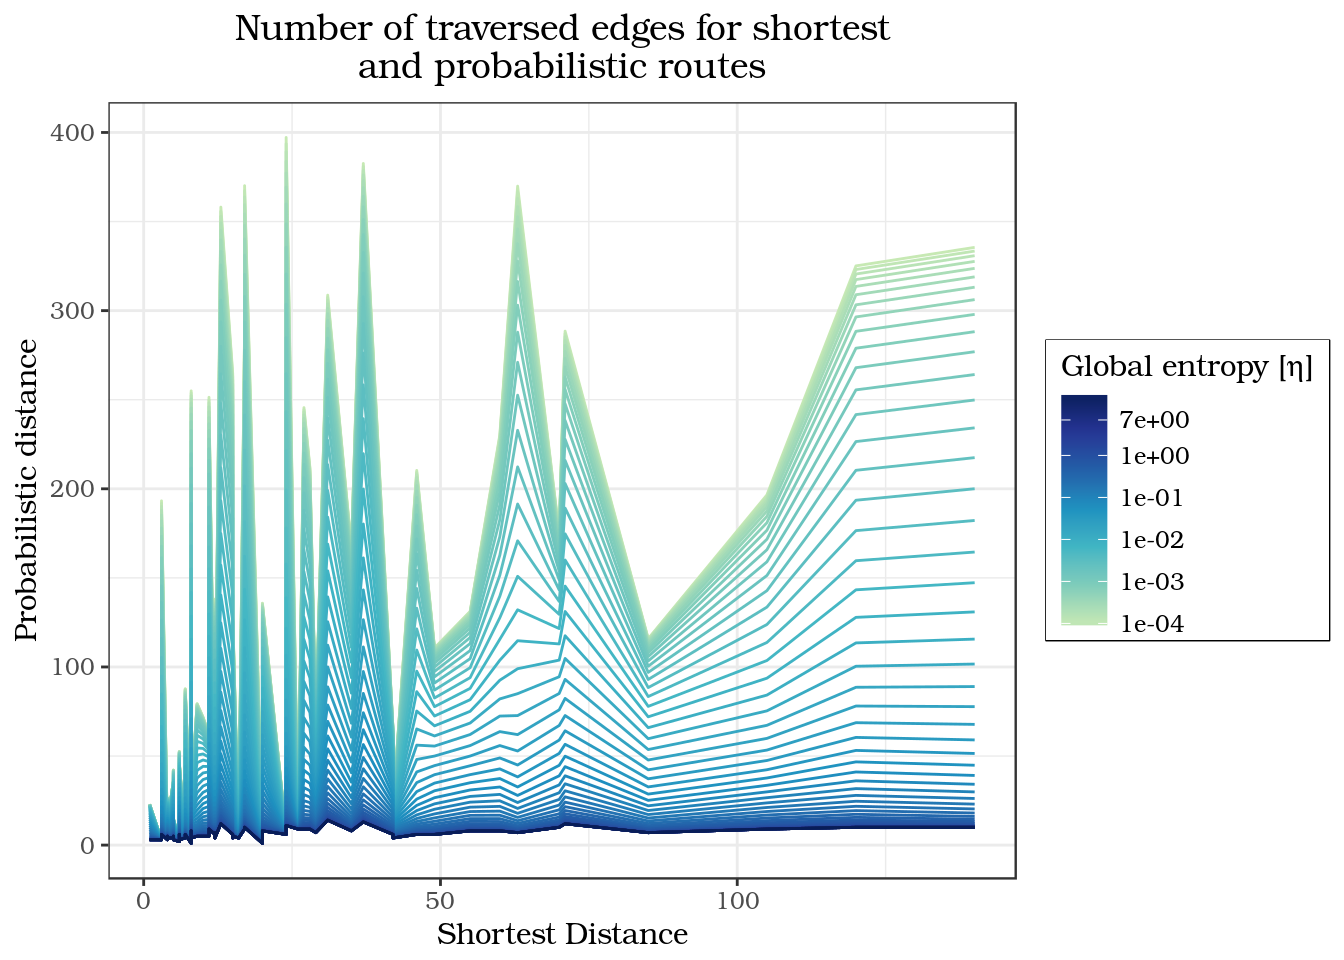 Number of traversed edges for shortest
and probabilistic routes
Probabilistic distance
400
300
200
100
0
0 50 100
Shortest Distance
Global entropy [η]
7e+00
1e+00
1e-01
1e-02
1e-03
1e-04